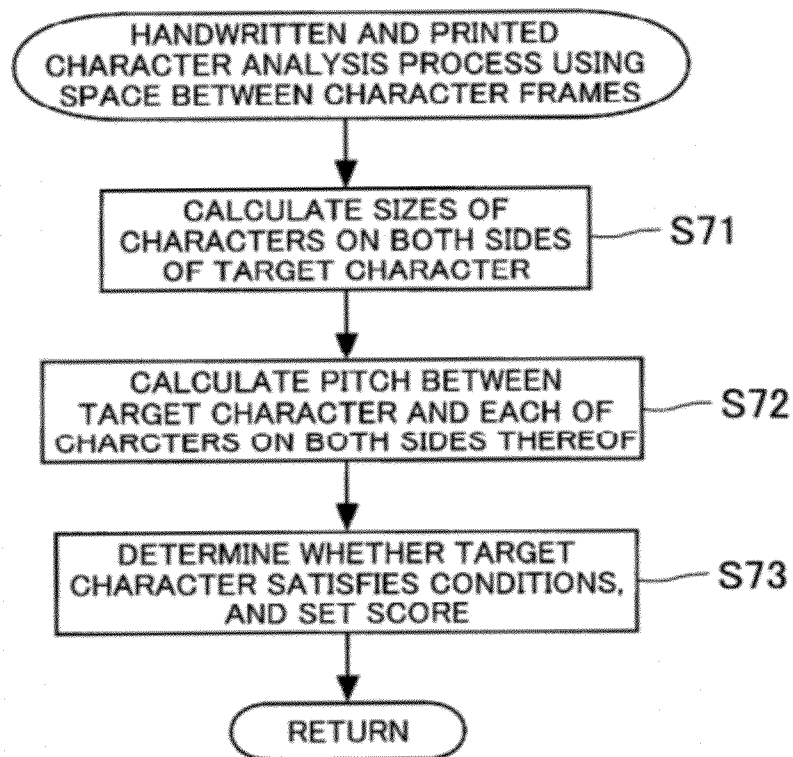 HANDWRITTEN AND PRINTED
CHARACTER ANALYSIS PROCESS USING
SPACE BETWEEN CHARACTER FRAMES
CALCULATE SIZES OF
CHARACTERS ON BOTH SIDES
OF TARGET CHARACTER
S71
CALCULATE PITCH BETWEEN
TARGET CHARACTER AND EACH OF
CHARCTERS ON BOTH SIDES THEREOF
S72
DETERMINE WHETHER TARGET
CHARACTER SATISFIES CONDITIONS,
AND SET SCORE
S73
RETURN